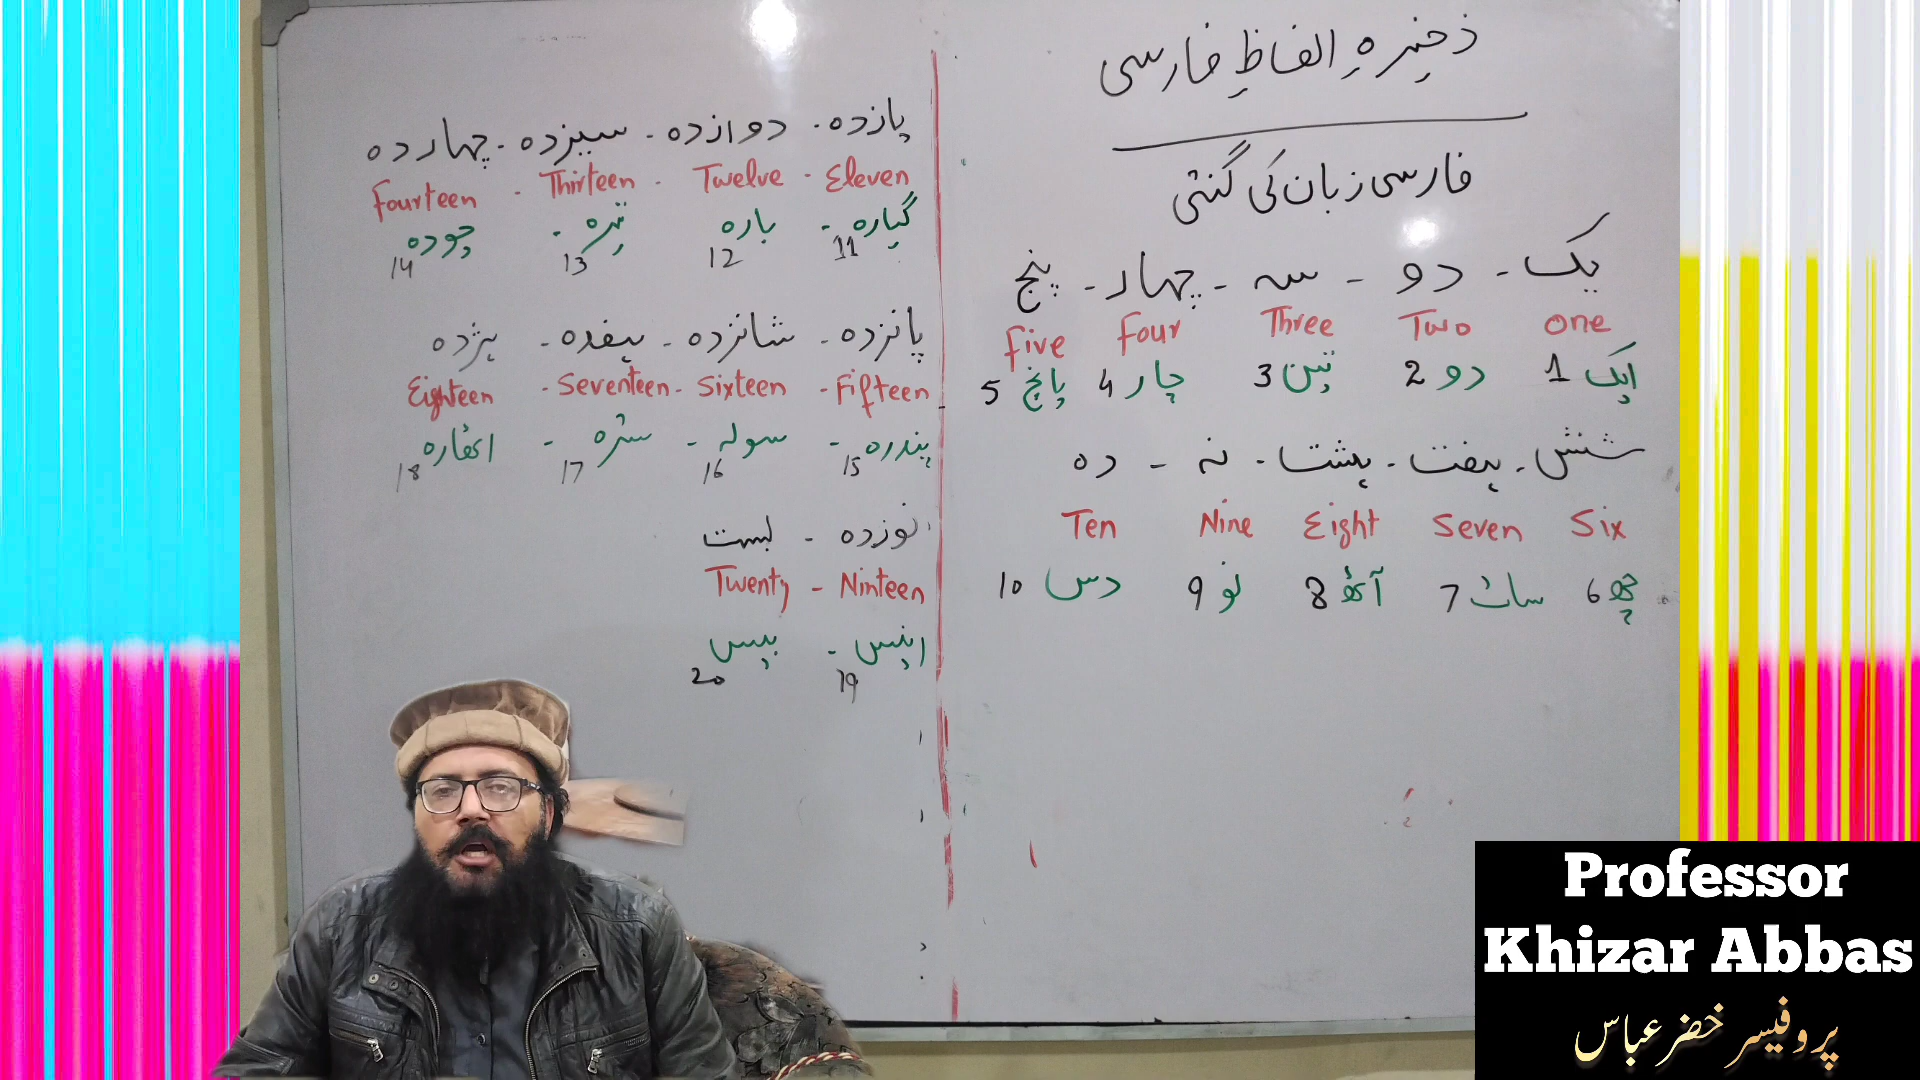 ذخیرہِ الفاظِ فارسی
فارسی زبان کی گنتی
یک - دو - سہ - چہار - پنج
One Two Three Four Five
ایک 1 دو 2 تین 3 چار 4 پانچ 5
شش - ہفت - ہشت - نہ - دہ
Six Seven Eight Nine Ten
چھ 6 سات 7 آٹھ 8 نو 9 دس 10
یازدہ - دوازدہ - سیزدہ - چہاردہ
Eleven - Twelve - Thirteen - Fourteen
گیارہ 11 - بارہ 12 تیرہ 13 - چودہ 14
پانزدہ - شانزدہ - ہفدہ - ہژدہ
Fifteen - Sixteen - Seventeen - Eighteen
پندرہ 15 - سولہ 16 - سترہ 17 - اٹھارہ 18
نوزدہ - بست
Ninteen - Twenty
انیس 19 - بیس 20
Professor
Khizar Abbas
پروفیسر خضر عباس